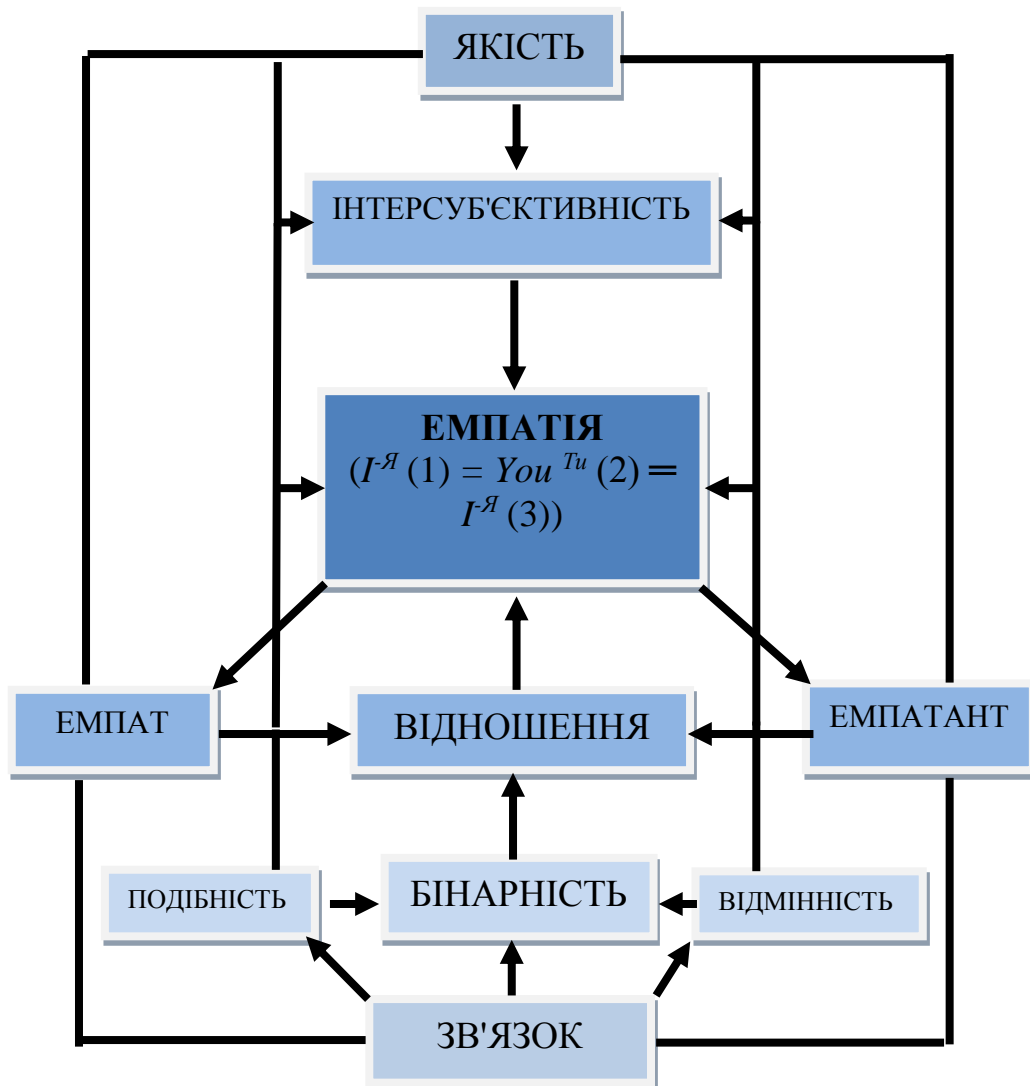 ЯКІСТЬ
ІНТЕРСУБ'ЄКТИВНІСТЬ
ЕМПАТІЯ
(I-Я (1) = You Ти (2) =
I-Я (3))
ЕМПАТ
ВІДНОШЕННЯ
ЕМПАТАНТ
ПОДІБНІСТЬ
БІНАРНІСТЬ
ВІДМІННІСТЬ
ЗВ'ЯЗОК